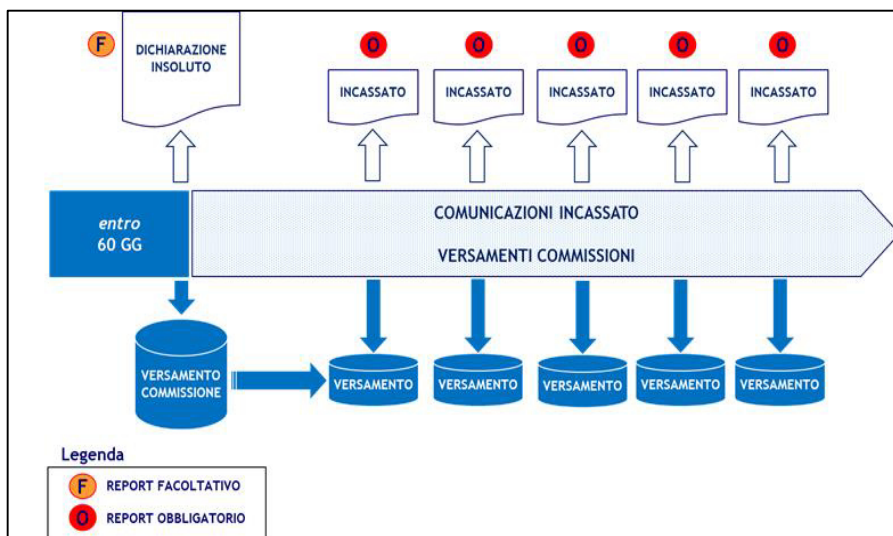 F
DICHIARAZIONE
INSOLUTO
O
O
O
O
O
INCASSATO
INCASSATO
INCASSATO
INCASSATO
INCASSATO
entro
60 GG
COMUNICAZIONI INCASSATO
VERSAMENTI COMMISSIONI
VERSAMENTO
COMMISSIONE
VERSAMENTO
VERSAMENTO
VERSAMENTO
VERSAMENTO
VERSAMENTO
Legenda
F REPORT FACOLTATIVO
O REPORT OBBLIGATORIO